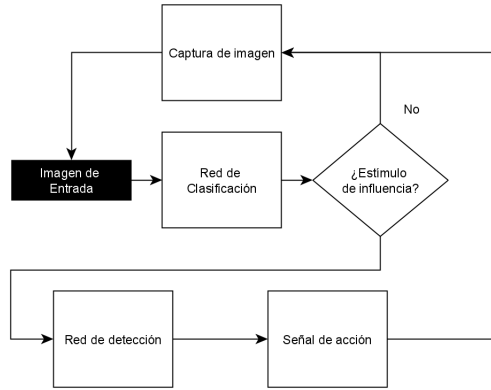 Captura de imagen
No
Imagen de
Entrada
Red de
Clasificación
¿Estímulo
de influencia?
Red de detección
Señal de acción